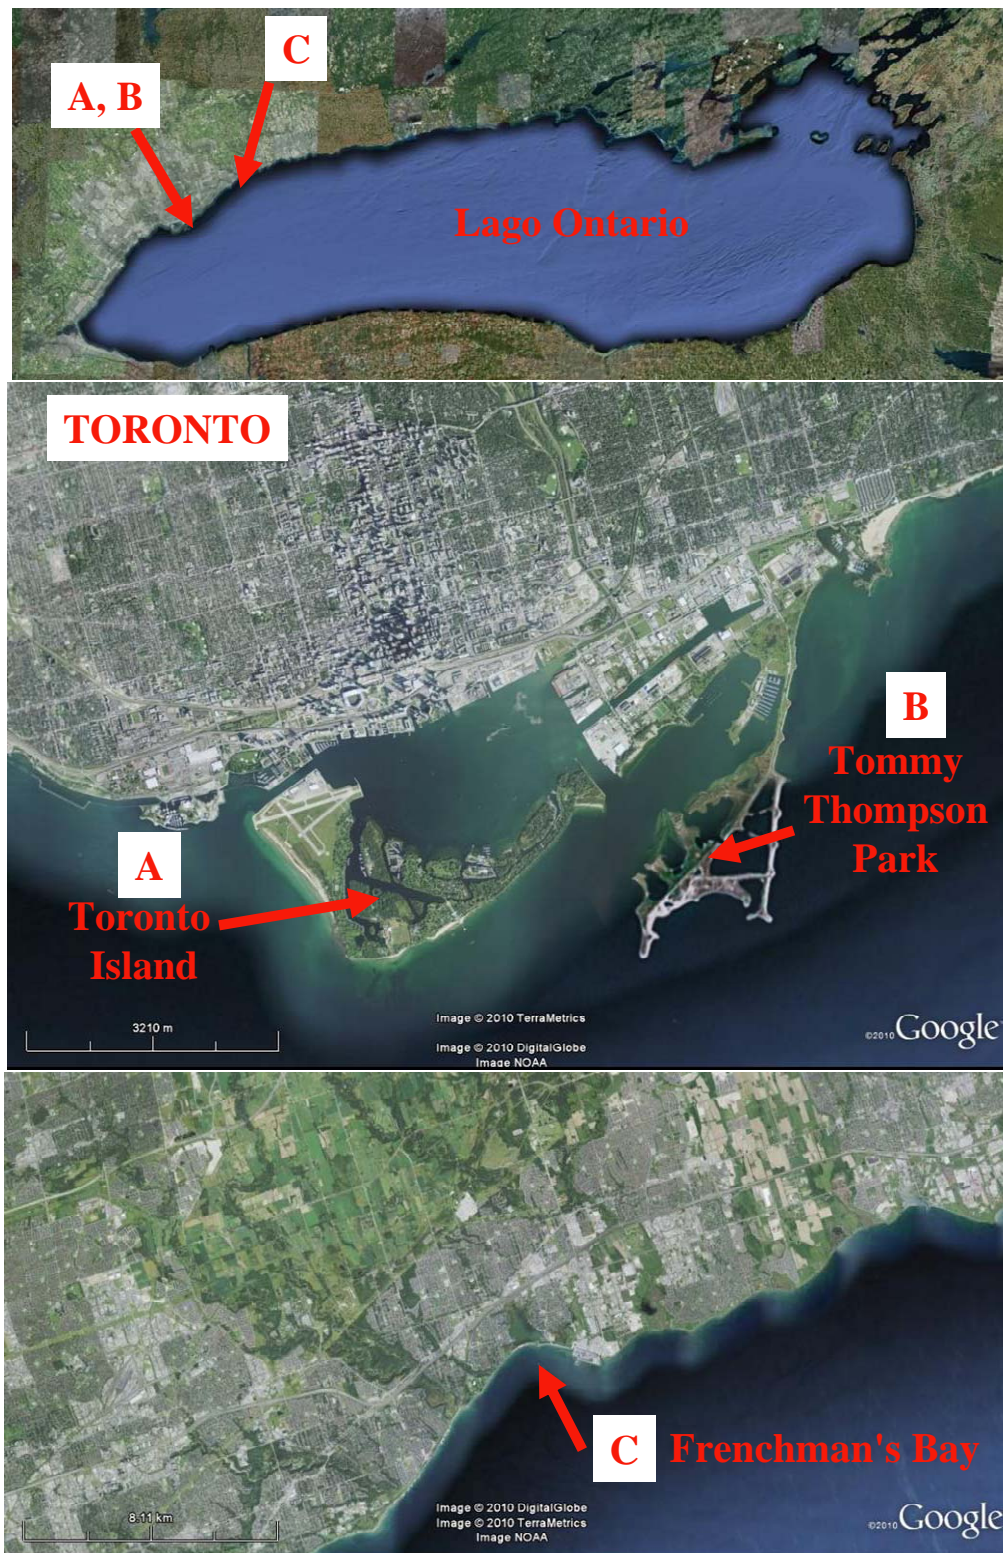 C
A, B
Lago Ontario
TORONTO
B
Tommy
Thompson
Park
A
Toronto
Island
3210 m
Image © 2010 TerraMetrics
Image © 2010 DigitalGlobe
Image NOAA
©2010 Google
C Frenchman's Bay
8.11 km
Image © 2010 DigitalGlobe
Image © 2010 TerraMetrics
Image NOAA
©2010 Google